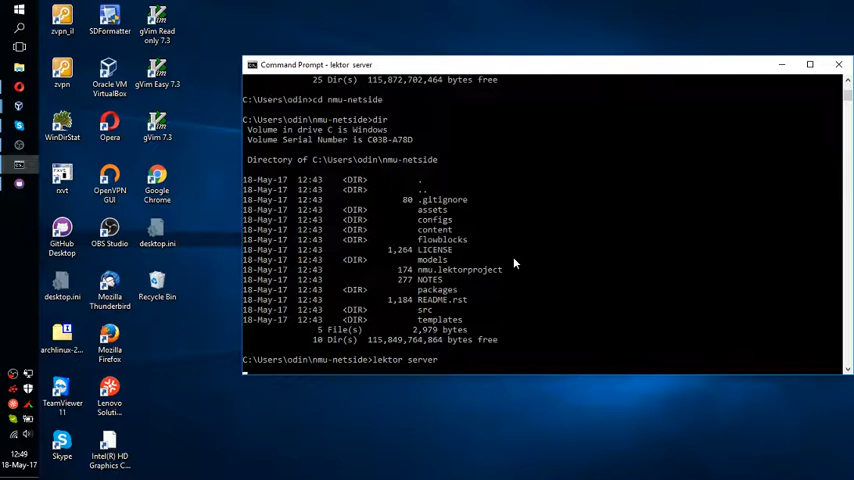 zvpn_il
SDFormatter
gVim Read
only 7.3
zvpn
Oracle VM
VirtualBox
gVim Easy 7.3
WinDirStat
Opera
gVim 7.3
rxvt
OpenVPN
GUI
Google
Chrome
GitHub
Desktop
OBS Studio
desktop.ini
desktop.ini
Mozilla
Thunderbird
Recycle Bin
archlinux-2...
Mozilla
Firefox
TeamViewer
11
Lenovo
Soluti...
Skype
Intel(R) HD
Graphics C...
12:49
18-May-17
Command Prompt - lektor server
25 Dir(s)  115,872,702,464 bytes free
C:\Users\odin>cd nmu-netside
C:\Users\odin\nmu-netside>dir
Volume in drive C is Windows
Volume Serial Number is C03B-A78D
Directory of C:\Users\odin\nmu-netside
18-May-17  12:43    <DIR>          .
18-May-17  12:43    <DIR>          ..
18-May-17  12:43                80 .gitignore
18-May-17  12:43    <DIR>          assets
18-May-17  12:43    <DIR>          configs
18-May-17  12:43    <DIR>          content
18-May-17  12:43    <DIR>          flowblocks
18-May-17  12:43             1,264 LICENSE
18-May-17  12:43    <DIR>          models
18-May-17  12:43               174 nmu.lektorproject
18-May-17  12:43               277 NOTES
18-May-17  12:43    <DIR>          packages
18-May-17  12:43             1,184 README.rst
18-May-17  12:43    <DIR>          src
18-May-17  12:43    <DIR>          templates
5 File(s)          2,979 bytes
10 Dir(s)  115,849,764,864 bytes free
C:\Users\odin\nmu-netside>lektor server